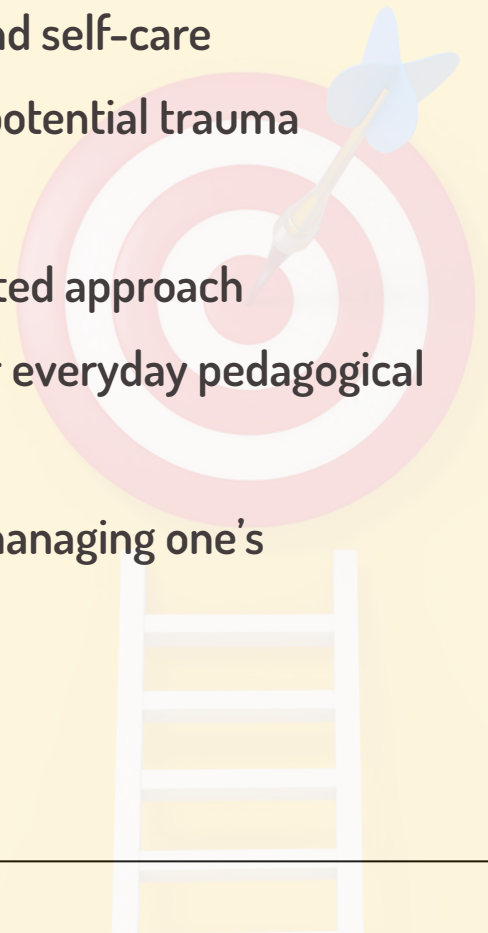 nd self-care
potential trauma
ted approach
everyday pedagogical
managing one's